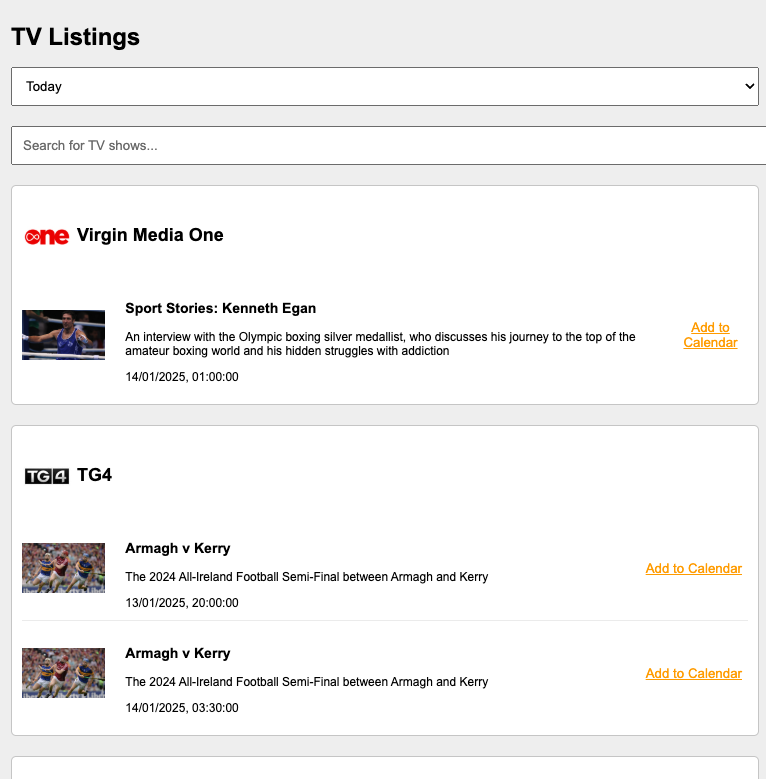 TV Listings
Today
Search for TV shows...
one Virgin Media One
Sport Stories: Kenneth Egan
An interview with the Olympic boxing silver medallist, who discusses his journey to the top of the
amateur boxing world and his hidden struggles with addiction
14/01/2025, 01:00:00
Add to
Calendar
TG4 TG4
Armagh v Kerry
The 2024 All-Ireland Football Semi-Final between Armagh and Kerry
13/01/2025, 20:00:00
Add to Calendar
Armagh v Kerry
The 2024 All-Ireland Football Semi-Final between Armagh and Kerry
14/01/2025, 03:30:00
Add to Calendar